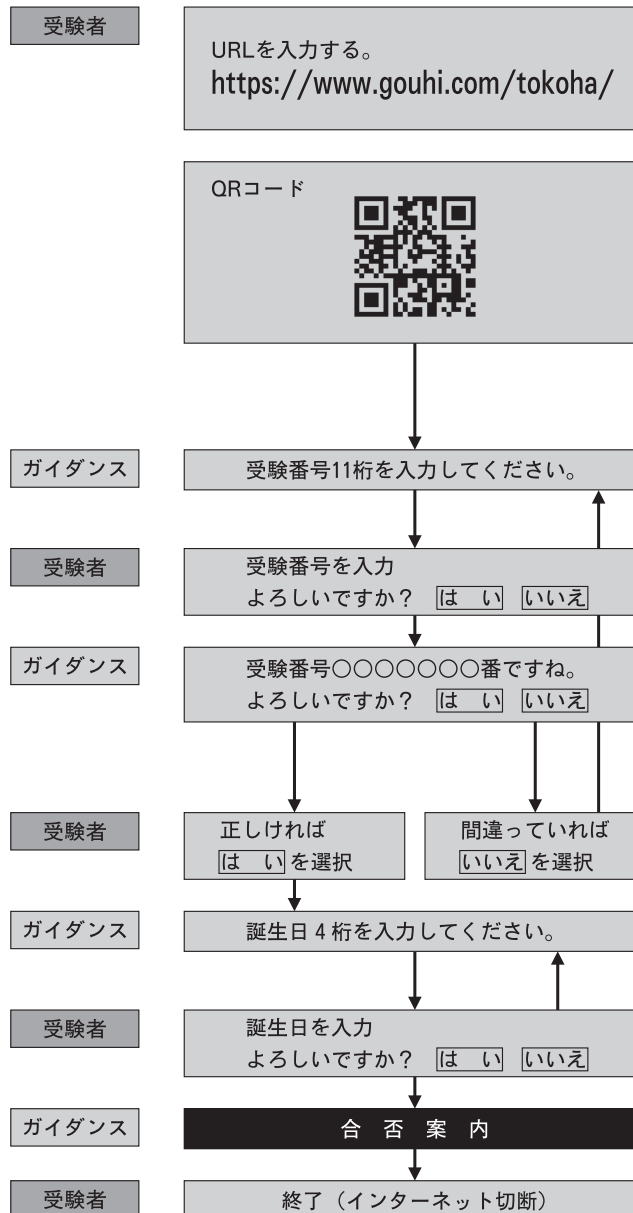 受験者
URLを入力する。
https://www.gouhi.com/tokoha/
QRコード
ガイダンス
受験番号11桁を入力してください。
受験者
受験番号を入力
よろしいですか？ は い いいえ
ガイダンス
受験番号○○○○○○○番ですね。
よろしいですか？ は い いいえ
受験者
正しければ
は い を選択
間違っていれば
いいえ を選択
ガイダンス
誕生日4桁を入力してください。
受験者
誕生日を入力
よろしいですか？ は い いいえ
ガイダンス
合 否 案 内
受験者
終了（インターネット切断）